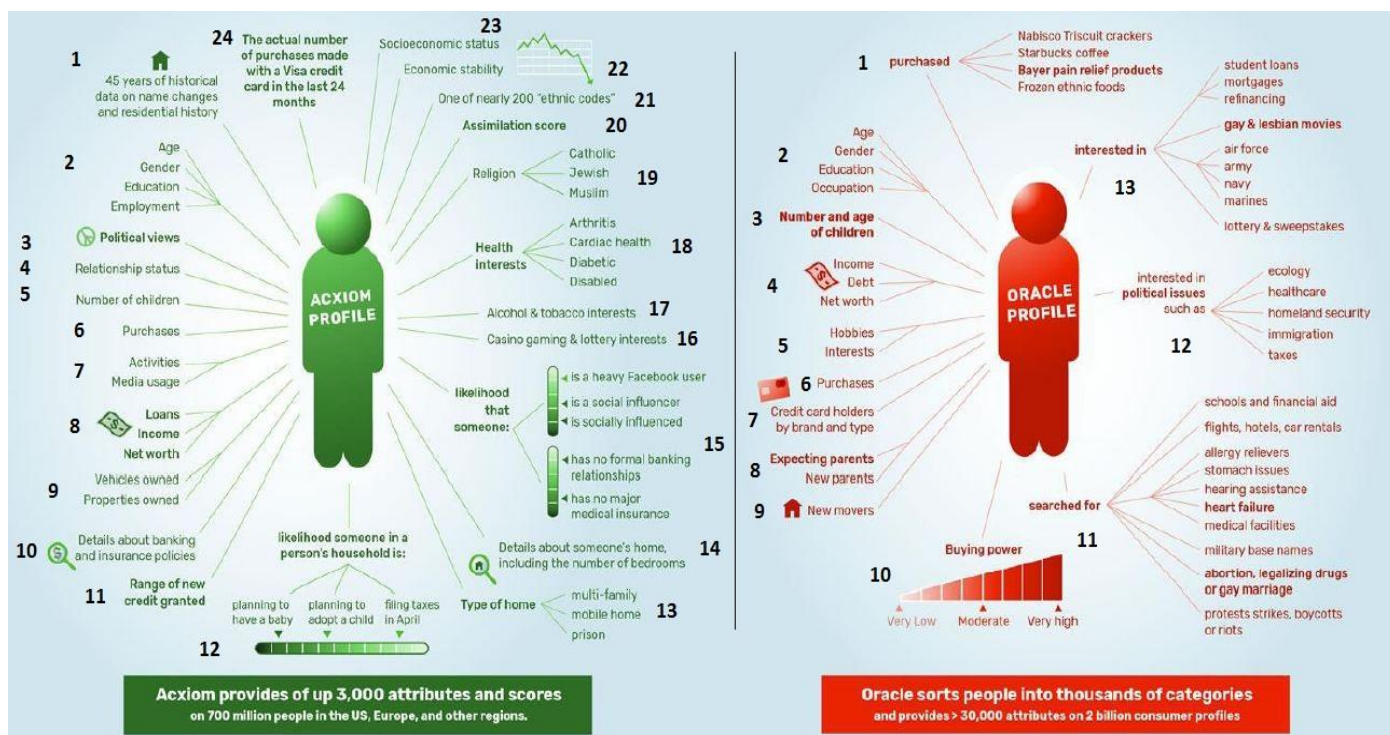 1
45 years of historical
data on name changes
and residential history
24
The actual number
of purchases made
with a Visa credit
card in the last 24
months
23
Socioeconomic status
Economic stability
22
One of nearly 200 "ethnic codes"
21
Assimilation score
20
2
Age
Gender
Education
Employment
Religion
Catholic
Jewish
Muslim
19
3
Political views
4
Relationship status
5
Number of children
6
Purchases
7
Activities
Media usage
8
Loans
Income
Net worth
9
Vehicles owned
Properties owned
10
Details about banking
and insurance policies
11
Range of new
credit granted
ACXIOM
PROFILE
Health
interests
Arthritis
Cardiac health
Diabetic
Disabled
18
Alcohol & tobacco interests
17
Casino gaming & lottery interests
16
likelihood
that
someone:
is a heavy Facebook user
is a social influencer
is socially influenced
15
has no formal banking
relationships
has no major
medical insurance
Details about someone's home,
including the number of bedrooms
14
Type of home
multi-family
mobile home
prison
13
likelihood someone in a
person's household is:
planning to
have a baby
planning to
adopt a child
filing taxes
in April
12
Acxiom provides of up 3,000 attributes and scores
on 700 million people in the US, Europe, and other regions.
1
purchased
Nabisco Triscuit crackers
Starbucks coffee
Bayer pain relief products
Frozen ethnic foods
2
Age
Gender
Education
Occupation
3
Number and age
of children
4
Income
Debt
Net worth
5
Hobbies
Interests
6
Purchases
7
Credit card holders
by brand and type
8
Expecting parents
New parents
9
New movers
ORACLE
PROFILE
interested in
student loans
mortgages
refinancing
gay & lesbian movies
air force
army
navy
marines
lottery & sweepstakes
13
interested in
political issues
such as
ecology
healthcare
homeland security
immigration
taxes
12
searched for
schools and financial aid
flights, hotels, car rentals
allergy relievers
stomach issues
hearing assistance
heart failure
medical facilities
military base names
abortion, legalizing drugs
or gay marriage
protests strikes, boycotts
or riots
11
10
Buying power
Very Low
Moderate
Very high
Oracle sorts people into thousands of categories
and provides > 30,000 attributes on 2 billion consumer profiles